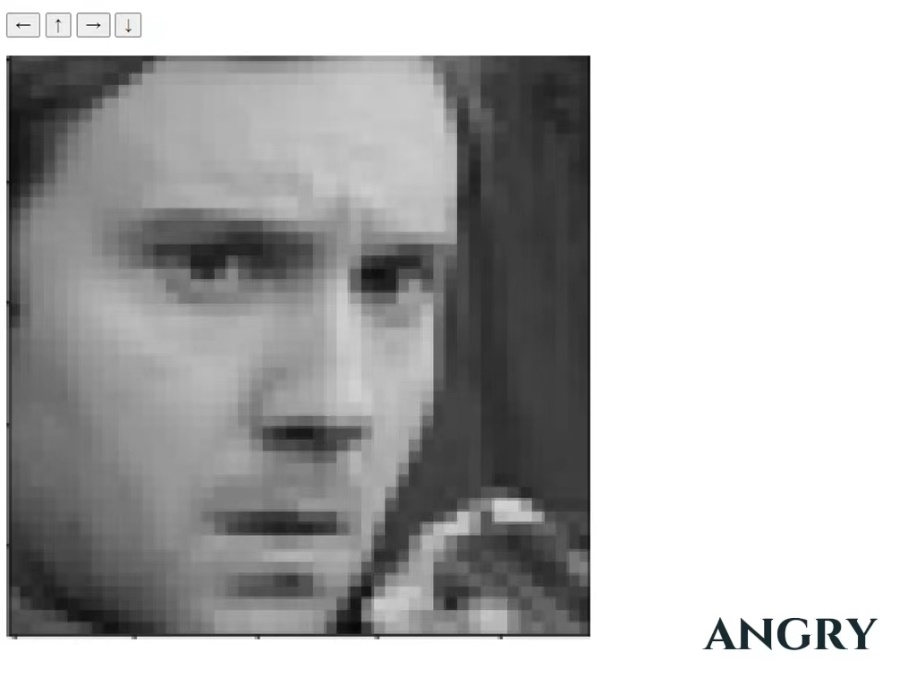 ← ↑ → ↓
ANGRY